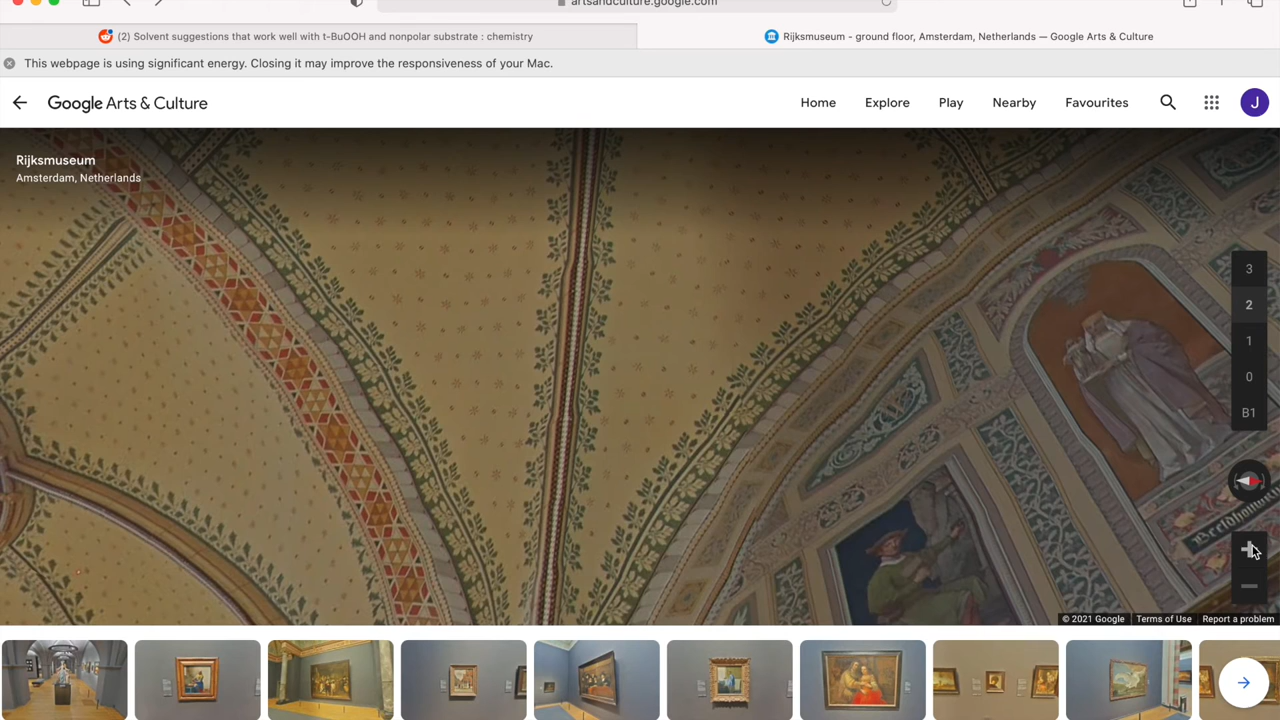 artsandculture.google.com
(2) Solvent suggestions that work well with t-BuOOH and nonpolar substrate : chemistry
Rijksmuseum - ground floor, Amsterdam, Netherlands — Google Arts & Culture
This webpage is using significant energy. Closing it may improve the responsiveness of your Mac.
Google Arts & Culture
Home
Explore
Play
Nearby
Favourites
J
Rijksmuseum
Amsterdam, Netherlands
3
2
1
0
B1
© 2021 Google
Terms of Use
Report a problem